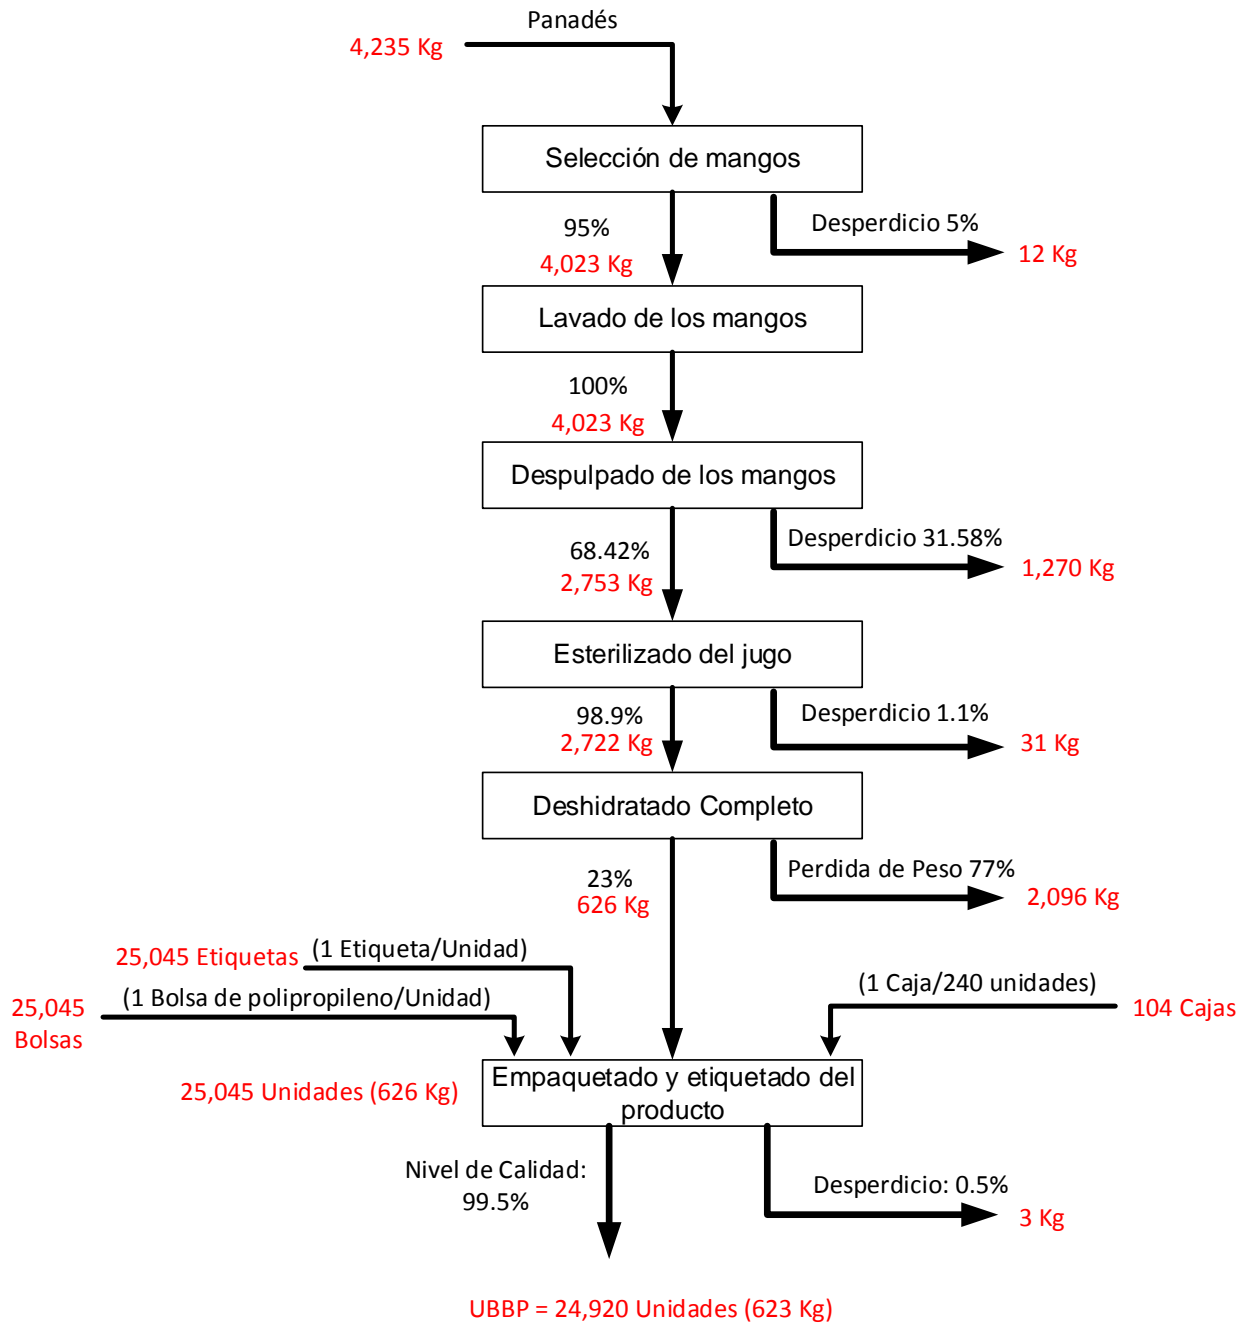 Panadés
4,235 Kg
Selección de mangos
95%
4,023 Kg
Desperdicio 5%
12 Kg
Lavado de los mangos
100%
4,023 Kg
Despulpado de los mangos
68.42%
2,753 Kg
Desperdicio 31.58%
1,270 Kg
Esterilizado del jugo
98.9%
2,722 Kg
Desperdicio 1.1%
31 Kg
Deshidratado Completo
23%
626 Kg
Perdida de Peso 77%
2,096 Kg
25,045 Etiquetas
(1 Etiqueta/Unidad)
(1 Bolsa de polipropileno/Unidad)
25,045
Bolsas
(1 Caja/240 unidades)
104 Cajas
25,045 Unidades (626 Kg)
Empaquetado y etiquetado del
producto
Nivel de Calidad:
99.5%
Desperdicio: 0.5%
3 Kg
UBBP = 24,920 Unidades (623 Kg)